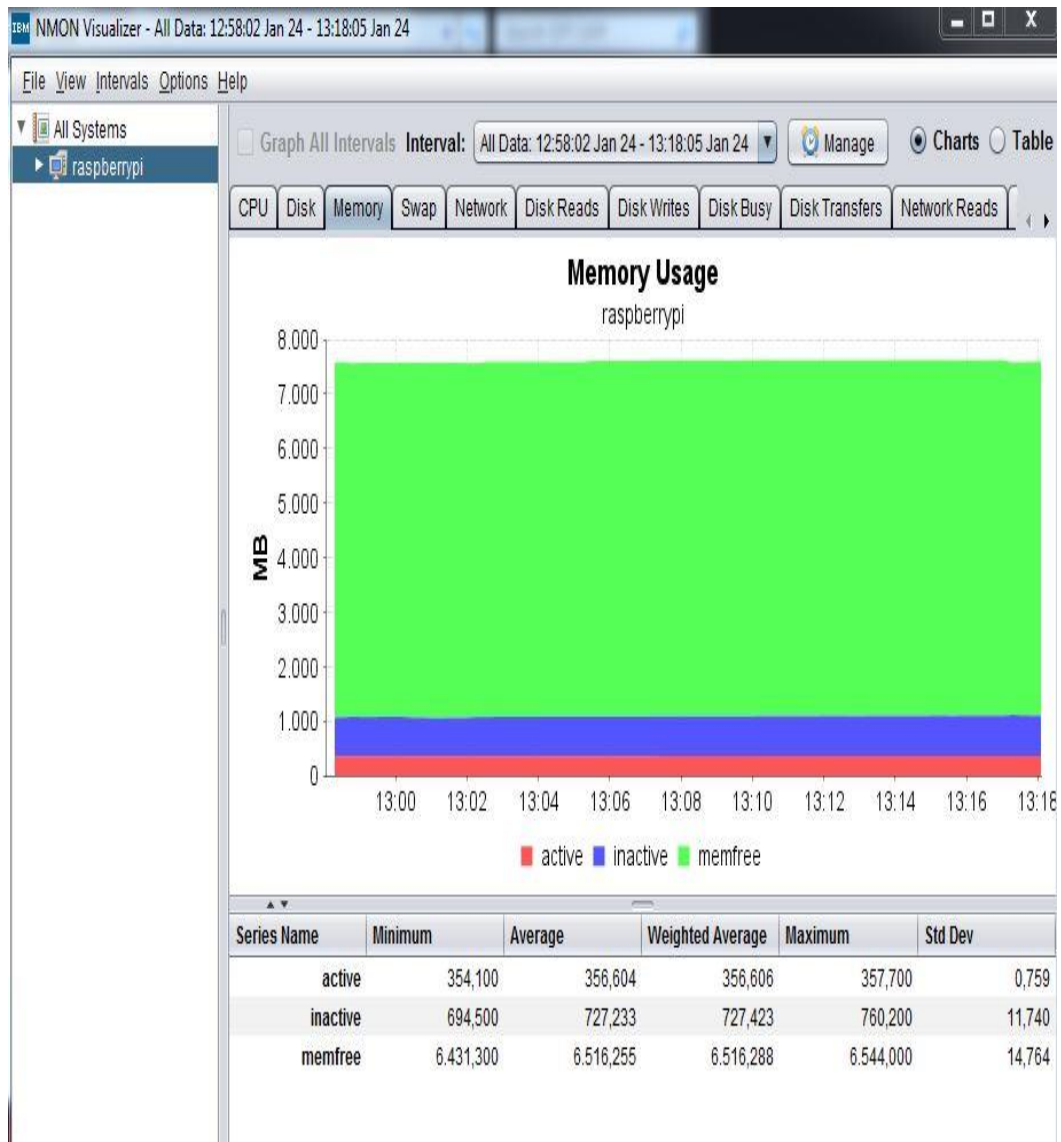 IBM NMON Visualizer - All Data: 12:58:02 Jan 24 - 13:18:05 Jan 24
X
File View Intervals Options Help
All Systems
raspberrypi
Graph All Intervals Interval: All Data: 12:58:02 Jan 24 - 13:18:05 Jan 24 Manage Charts Table
CPU Disk Memory Swap Network Disk Reads Disk Writes Disk Busy Disk Transfers Network Reads
Memory Usage
raspberrypi
8.000
7.000
6.000
5.000
4.000
3.000
2.000
1.000
0
MB
13:00 13:02 13:04 13:06 13:08 13:10 13:12 13:14 13:16 13:18
active inactive memfree
Series Name Minimum Average Weighted Average Maximum Std Dev
active 354,100 356,604 356,606 357,700 0,759
inactive 694,500 727,233 727,423 760,200 11,740
memfree 6.431,300 6.516,255 6.516,288 6.544,000 14,764